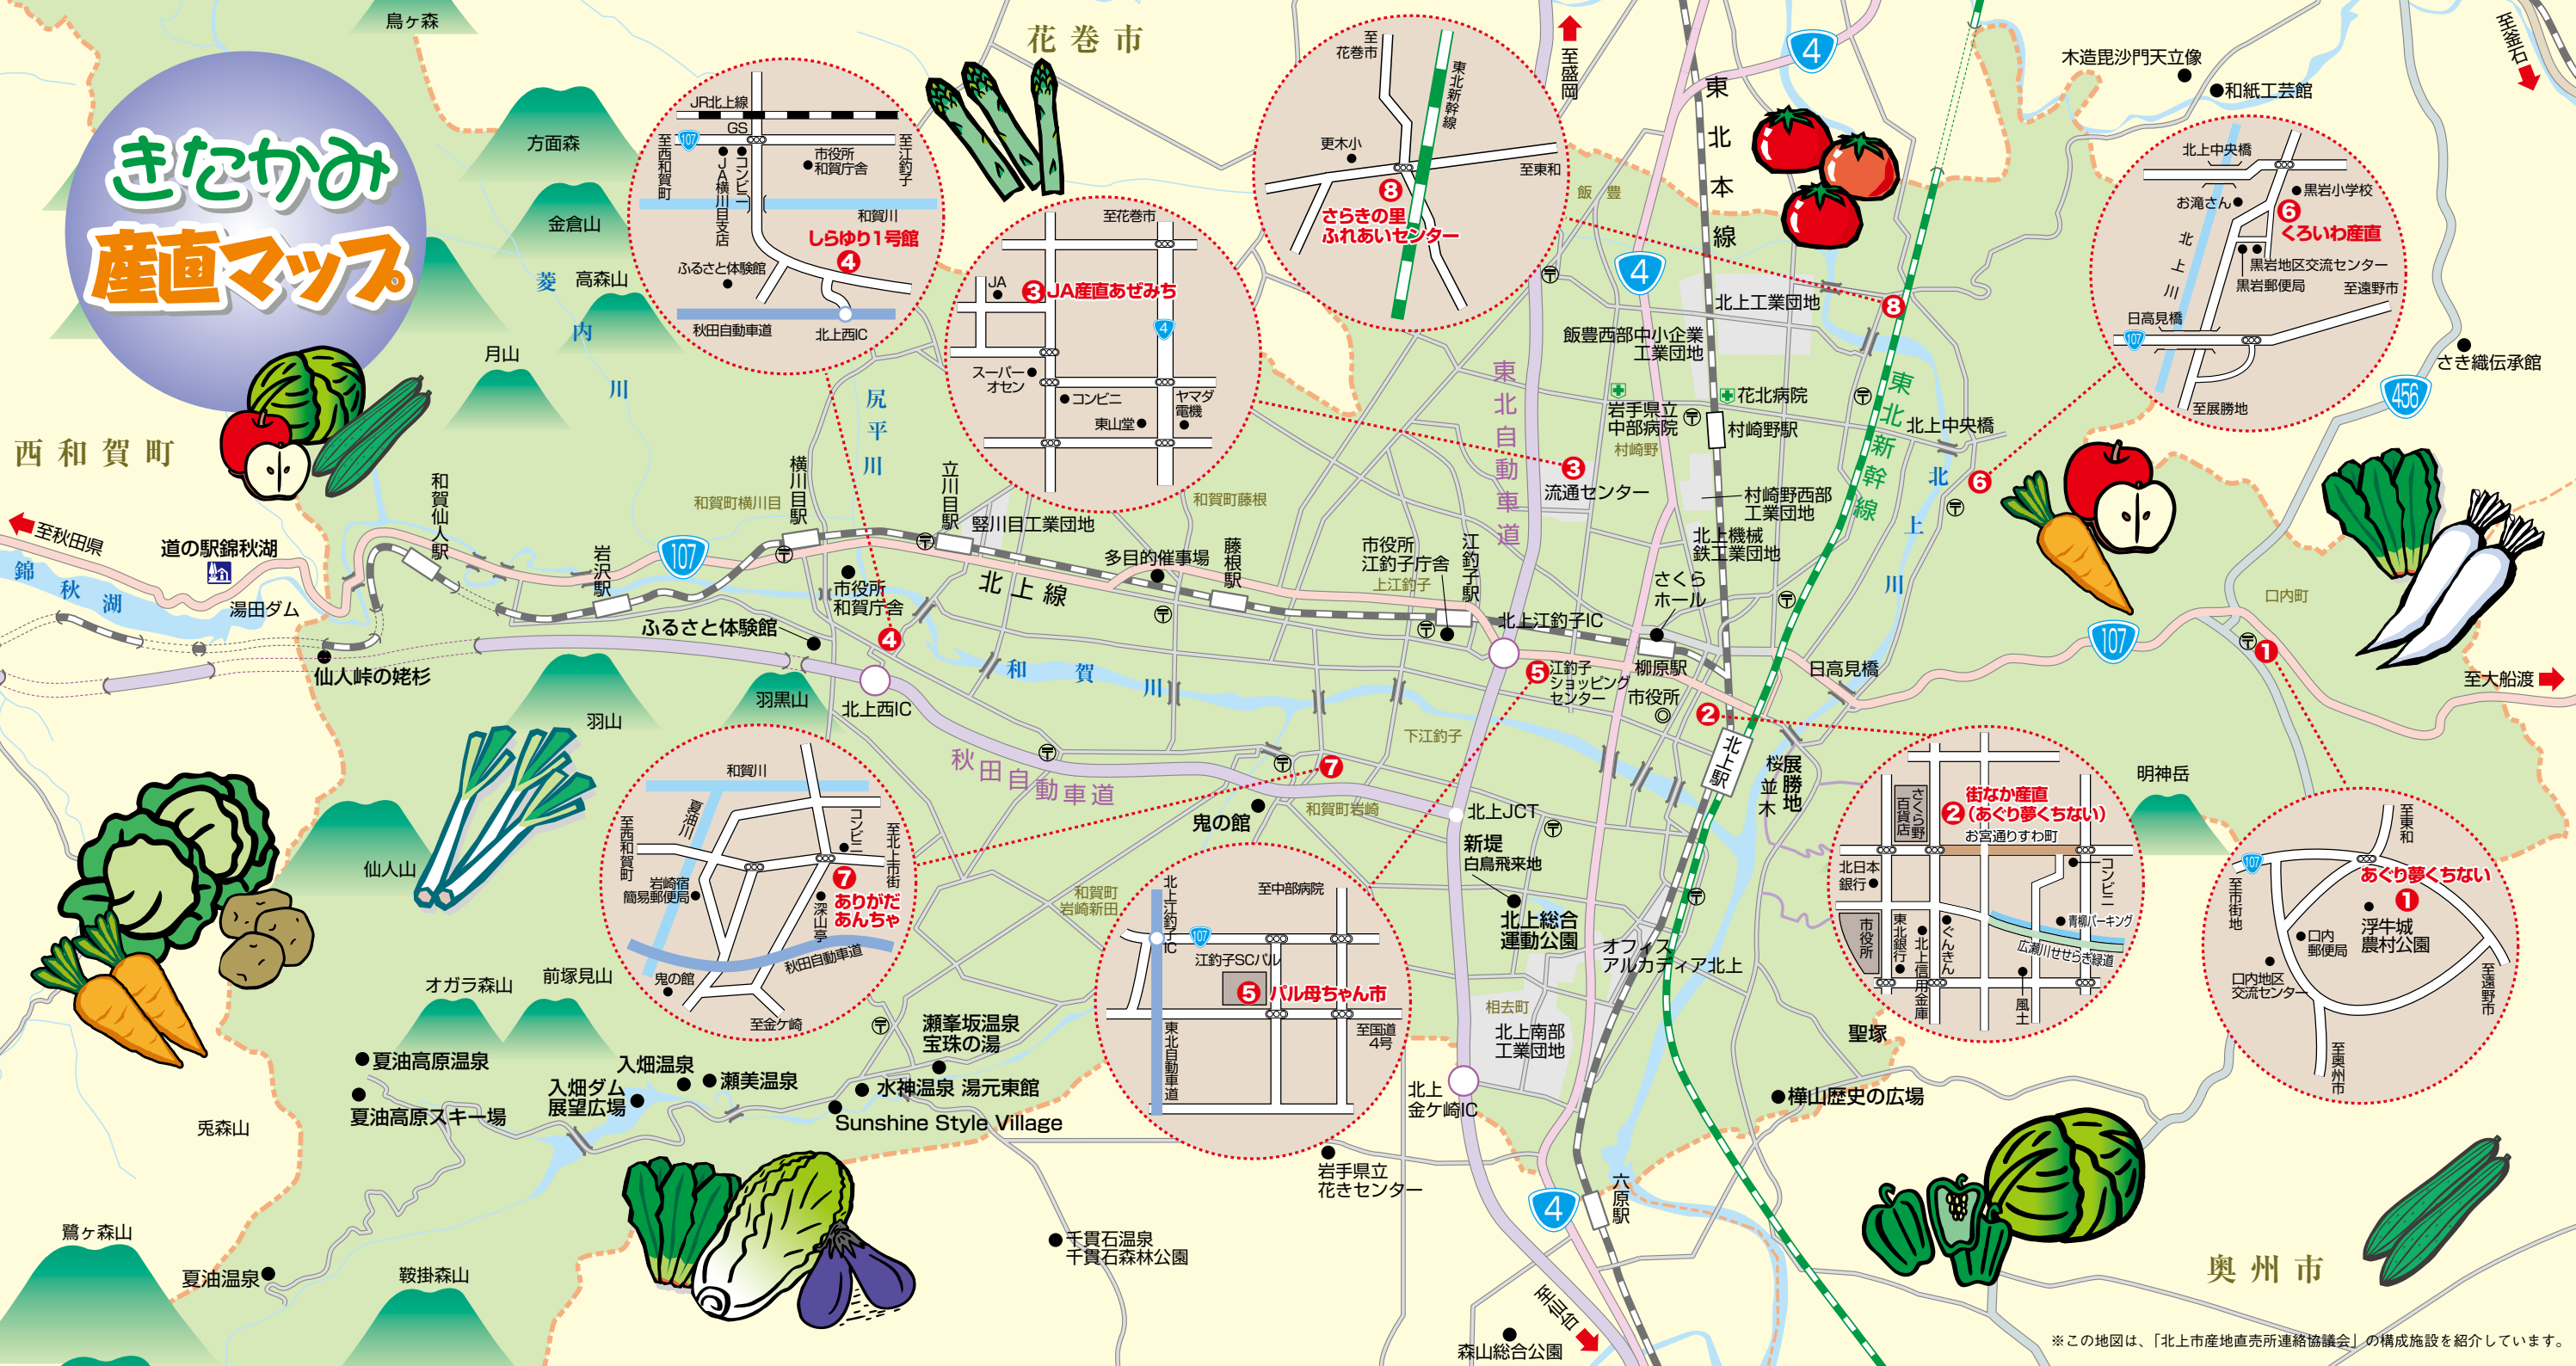 きたかみ
産直マップ
鳥ヶ森
方面森
金倉山
高森山
月山
菱内川
尻平川
花巻市
西和賀町
奥州市
至秋田県
錦秋湖
道の駅錦秋湖
湯田ダム
和賀仙人駅
岩沢駅
横川目駅
立川目駅
和賀町横川目
竪川目工業団地
107
北上線
多目的催事場
藤根駅
和賀町藤根
市役所
和賀庁舎
ふるさと体験館
4
仙人峠の姥杉
羽山
羽黒山
北上西IC
和賀川
秋田自動車道
市役所
江釣子庁舎
上江釣子
江釣子駅
北上江釣子IC
5
江釣子
ショッピング
センター
下江釣子
7
和賀町岩崎
鬼の館
北上JCT
新堤
白鳥飛来地
北上総合
運動公園
和賀町
岩崎新田
仙人山
オガラ森山
前塚見山
夏油高原温泉
夏油高原スキー場
入畑温泉
入畑ダム
展望広場
瀬美温泉
瀬峯坂温泉
宝珠の湯
水神温泉 湯元東館
Sunshine Style Village
兎森山
鷲ヶ森山
夏油温泉
鞍掛森山
千貫石温泉
千貫石森林公園
岩手県立
花きセンター
北上
金ケ崎IC
森山総合公園
至仙台
六原駅
4
相去町
北上南部
工業団地
オフィス
アルカディア北上
至盛岡
4
東北本線
飯豊
4
北上工業団地
飯豊西部中小企業
工業団地
岩手県立
中部病院
花北病院
村崎野
村崎野駅
3
流通センター
村崎野西部
工業団地
北上機械
鉄工業団地
さくら
ホール
柳原駅
市役所
2
北上駅
東北自動車道
東北新幹線
8
北上中央橋
北上川
6
日高見橋
桜並木
展勝地
聖塚
樺山歴史の広場
木造毘沙門天立像
和紙工芸館
至釜石
さき織伝承館
456
口内町
107
1
至大船渡
明神岳
JR北上線
GS
107
至西和賀町
JA横川目支店
コンビニ
市役所
和賀庁舎
至江釣子
和賀川
しらゆり1号館
4
ふるさと体験館
秋田自動車道
北上西IC
至花巻市
JA
3 JA産直あぜみち
4
スーパー
オセン
コンビニ
ヤマダ
電機
東山堂
至
花巻市
東北新幹線
更木小
至東和
8
さらきの里
ふれあいセンター
北上中央橋
黒岩小学校
お滝さん
6
くろいわ産直
北上川
黒岩地区交流センター
黒岩郵便局
至遠野市
日高見橋
107
至展勝地
和賀川
夏油川
至西和賀町
コンビニ
至北上市街
岩崎宿
簡易郵便局
7
ありがだ
あんちゃ
深山亭
秋田自動車道
鬼の館
至金ケ崎
北上江釣子IC
至中部病院
107
江釣子SCパル
5 パル母ちゃん市
東北自動車道
至国道
4号
さくら野
百貨店
街なか産直
2 (あぐり夢くちない)
お宮通りすわ町
北日本
銀行
コンビニ
市役所
東北銀行
北上信用金庫
ぐんきん
青柳パーキング
広瀬川せせらぎ緑道
風土
至東和
107
あぐり夢くちない
1
至市街地
浮牛城
農村公園
口内
郵便局
口内地区
交流センター
至遠野市
至奥州市
※この地図は、「北上市産地直売所連絡協議会」の構成施設を紹介しています。